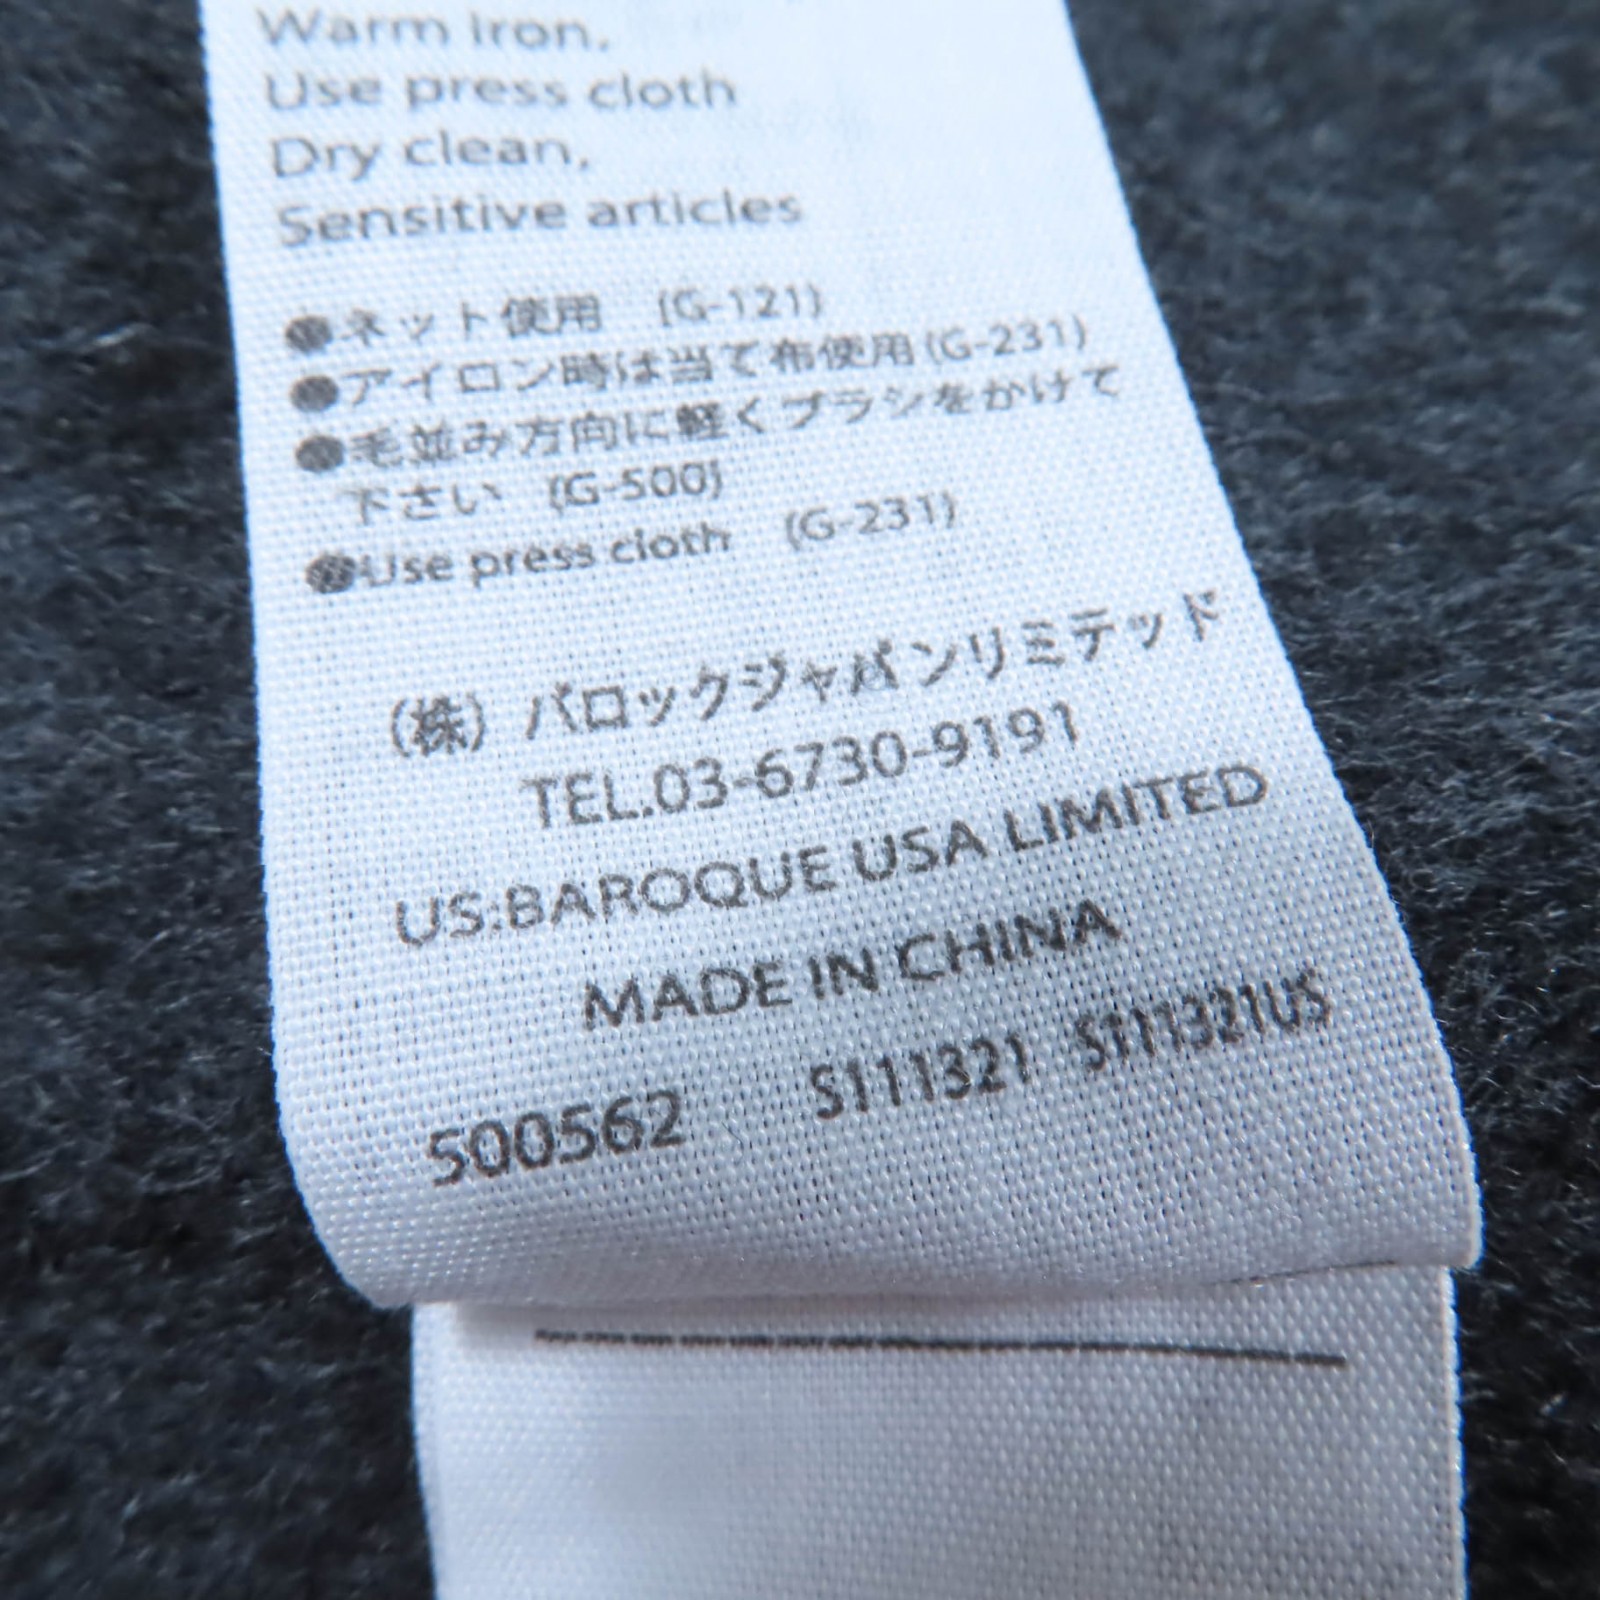 Warm iron.
Use press cloth
Dry clean,
Sensitive articles
●ネット使用 (G-121)
●アイロン時は当て布使用(G-231)
●毛並み方向に軽くブラシをかけて
下さい (G-500)
●Use press cloth (G-231)
(株) バロックジャパンリミテッド
TEL.03-6730-9191
US:BAROQUE USA LIMITED
MADE IN CHINA
500562 S111321 S111321US